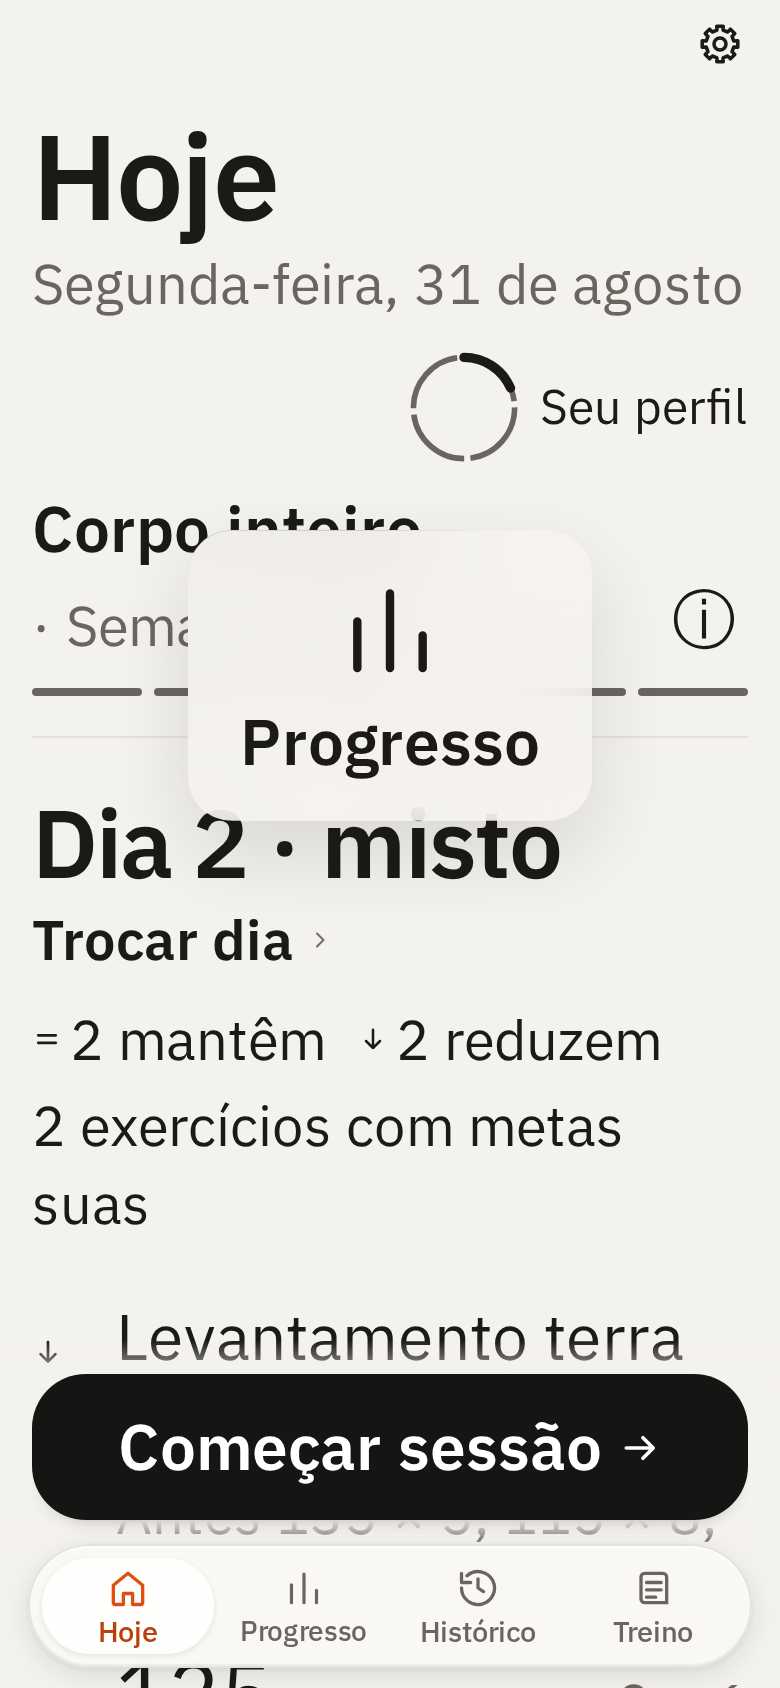 Hoje
Segunda-feira, 31 de agosto
Seu perfil
Corpo inteiro
· Sema
Progresso
Dia 2 · misto
Trocar dia
= 2 mantêm ↓ 2 reduzem
2 exercícios com metas
suas
↓ Levantamento terra
Começar sessão →
Hoje
Progresso
Histórico
Treino